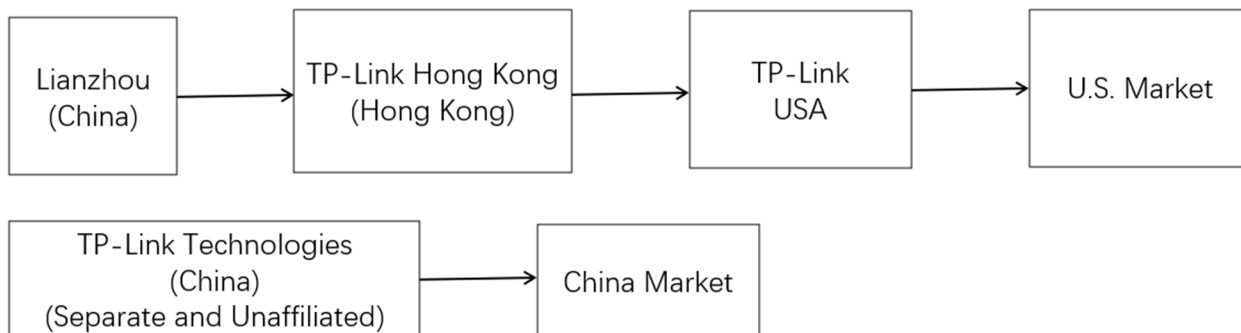 Lianzhou
(China)
TP-Link Hong Kong
(Hong Kong)
TP-Link
USA
U.S. Market
TP-Link Technologies
(China)
(Separate and Unaffiliated)
China Market